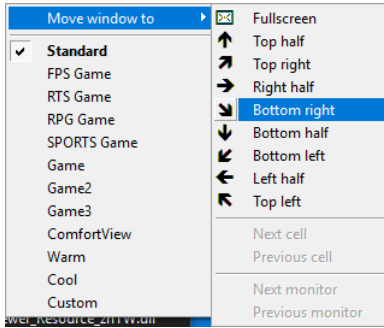 Move window to
Standard
FPS Game
RTS Game
RPG Game
SPORTS Game
Game
Game2
Game3
ComfortView
Warm
Cool
Custom
Fullscreen
Top half
Top right
Right half
Bottom right
Bottom half
Bottom left
Left half
Top left
Next cell
Previous cell
Next monitor
Previous monitor
ewer_Resource_zhTW.dll